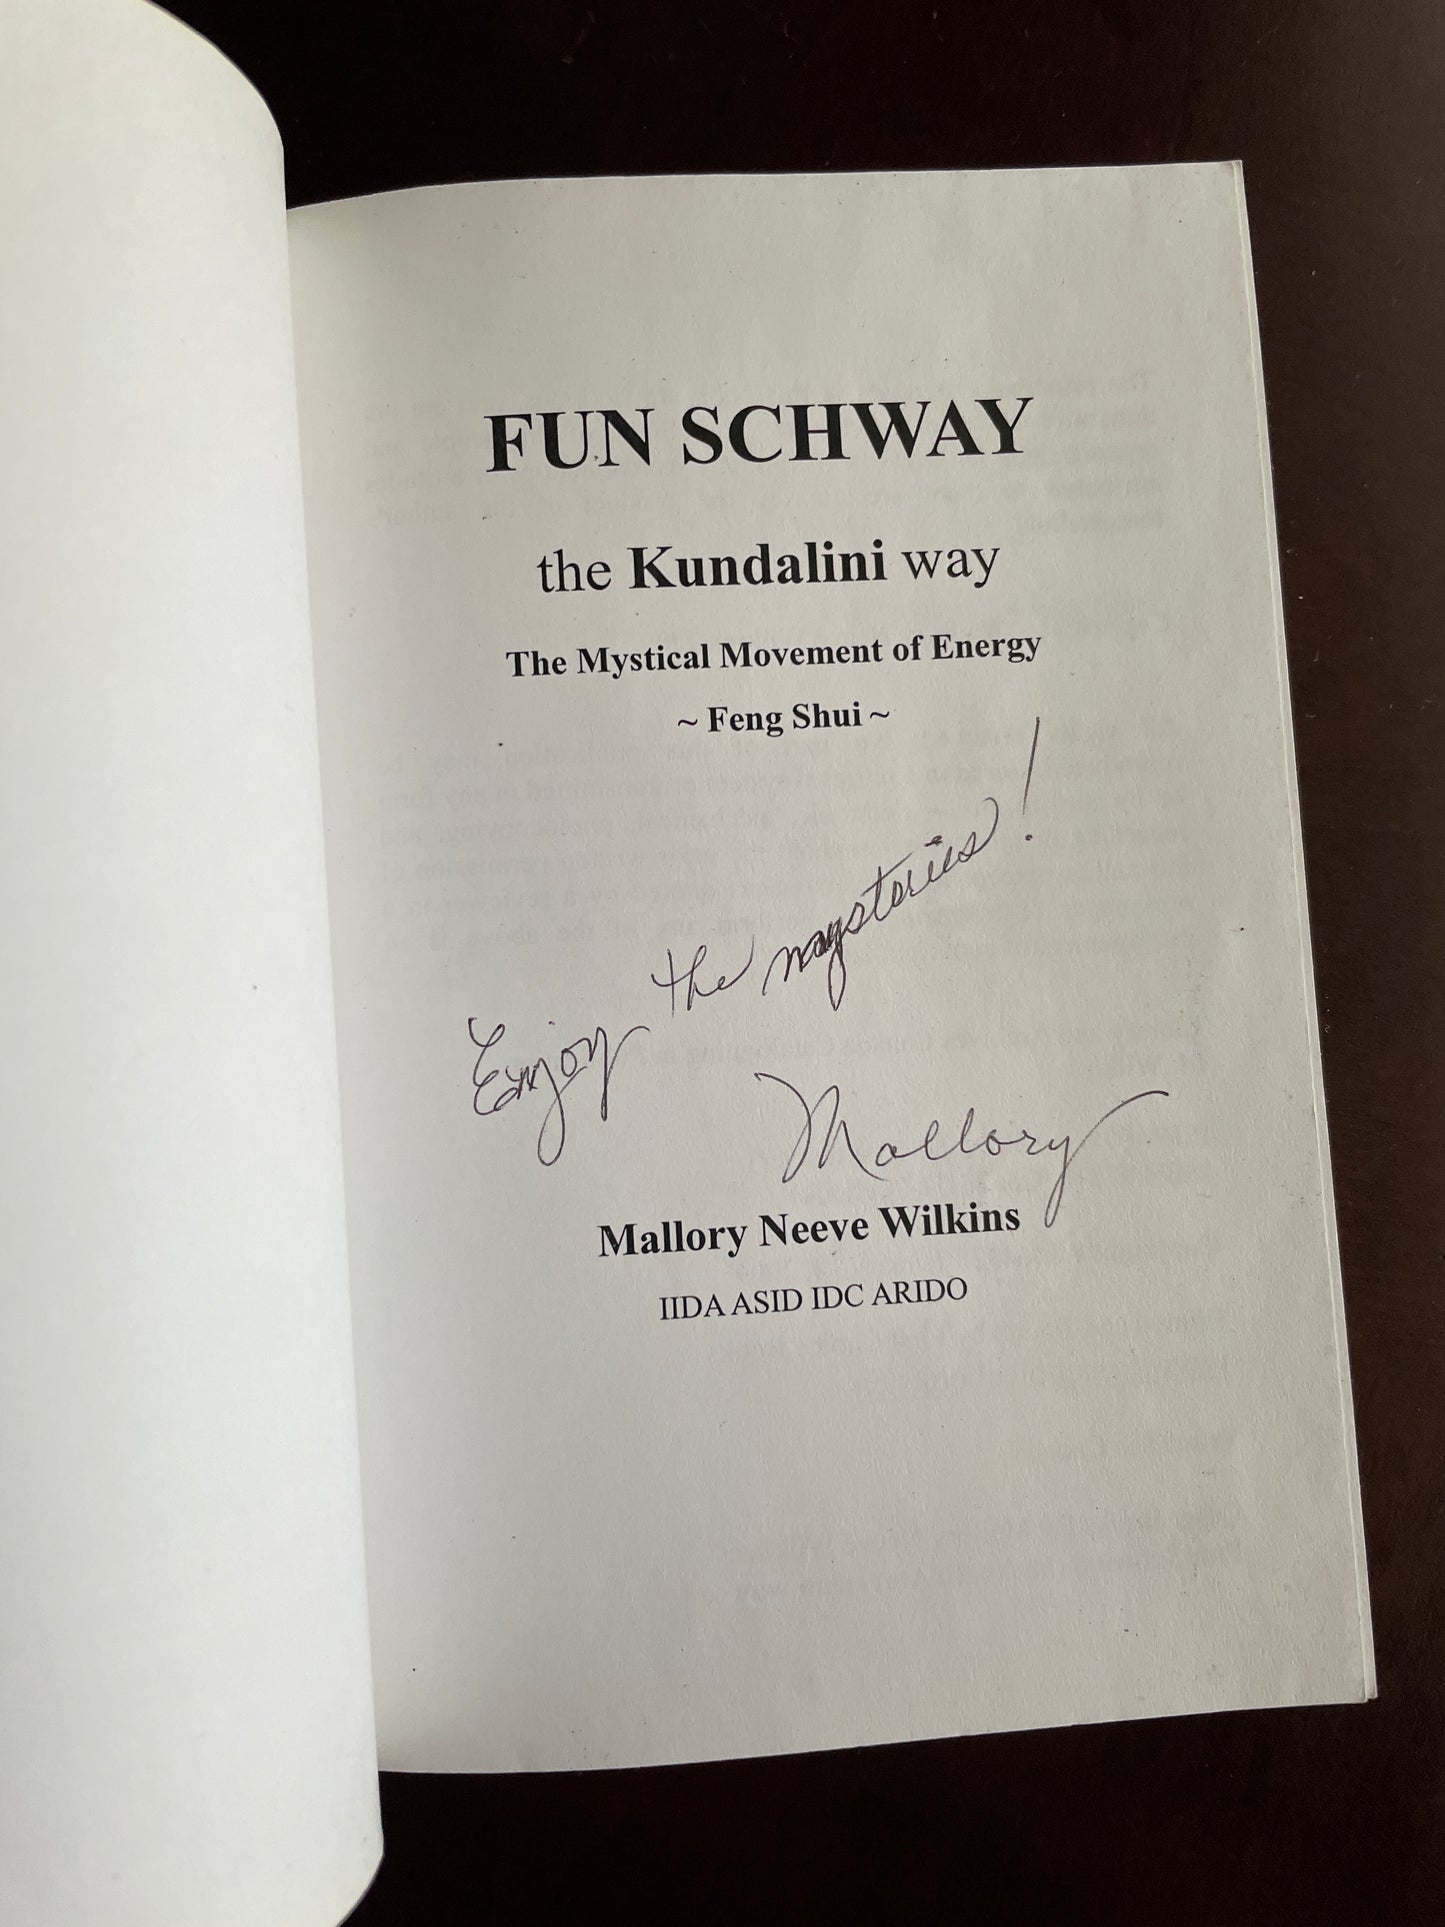 FUN SCHWAY
the Kundalini way
The Mystical Movement of Energy
~ Feng Shui ~
Enjoy the mysteries!
Mallory
Mallory Neeve Wilkins
IIDA ASID IDC ARIDO